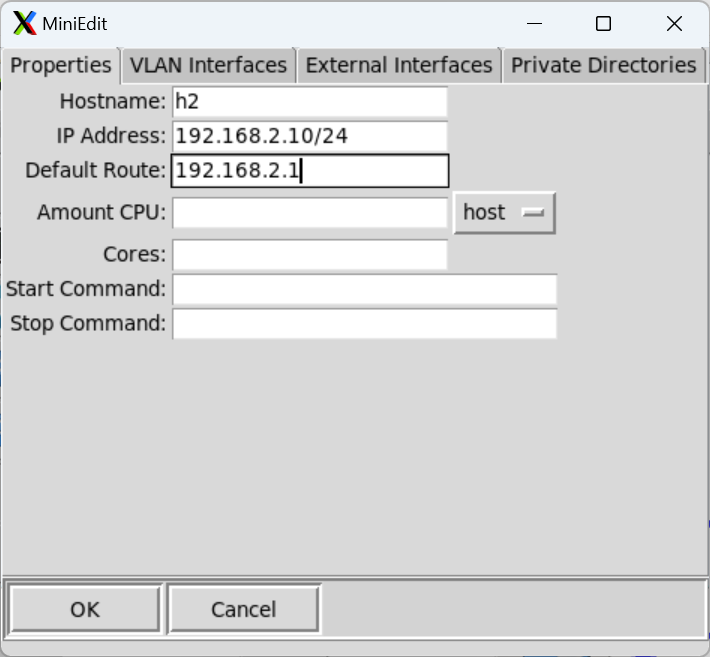 MiniEdit
Properties VLAN Interfaces External Interfaces Private Directories
Hostname: h2
IP Address: 192.168.2.10/24
Default Route: 192.168.2.1
Amount CPU: host
Cores:
Start Command:
Stop Command:
OK Cancel